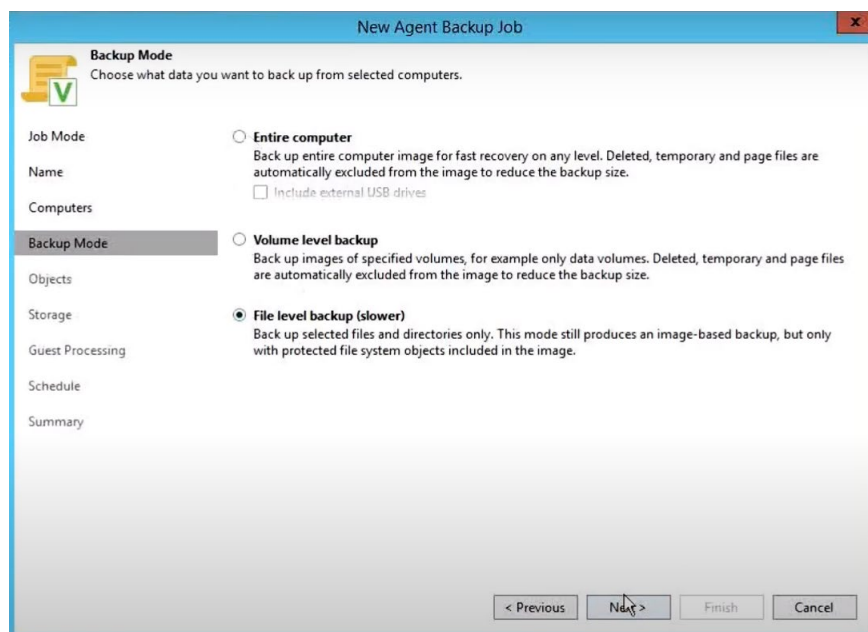 New Agent Backup Job
x
Backup Mode
Choose what data you want to back up from selected computers.
V
Job Mode
Name
Computers
Backup Mode
Objects
Storage
Guest Processing
Schedule
Summary
Entire computer
Back up entire computer image for fast recovery on any level. Deleted, temporary and page files are
automatically excluded from the image to reduce the backup size.
Include external USB drives
Volume level backup
Back up images of specified volumes, for example only data volumes. Deleted, temporary and page files
are automatically excluded from the image to reduce the backup size.
File level backup (slower)
Back up selected files and directories only. This mode still produces an image-based backup, but only
with protected file system objects included in the image.
< Previous
Next >
Finish
Cancel